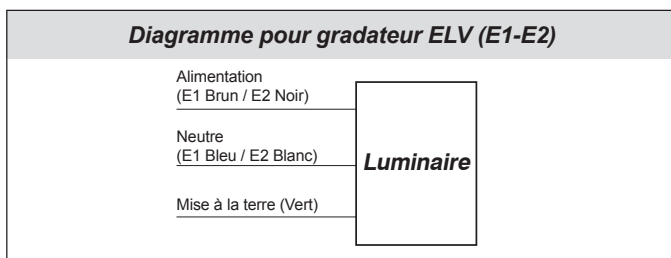 Diagramme pour gradateur ELV (E1-E2)
Alimentation
(E1 Brun / E2 Noir)
Neutre
(E1 Bleu / E2 Blanc)
Luminaire
Mise à la terre (Vert)